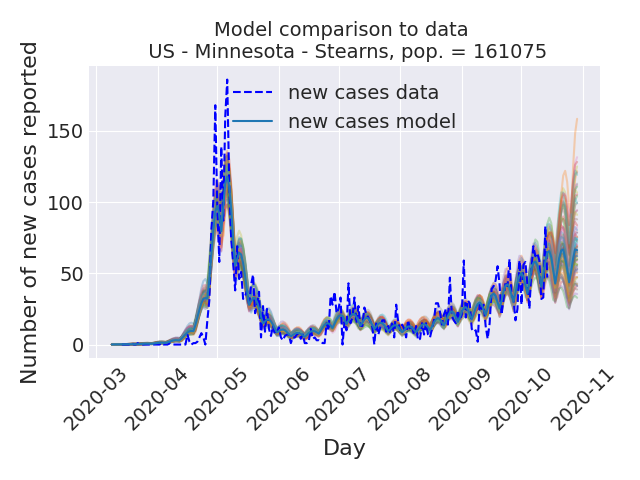 Model comparison to data
US - Minnesota - Stearns, pop. = 161075
Number of new cases reported
150
100
50
0
new cases data
new cases model
2020-03
2020-04
2020-05
2020-06
2020-07
2020-08
2020-09
2020-10
2020-11
Day